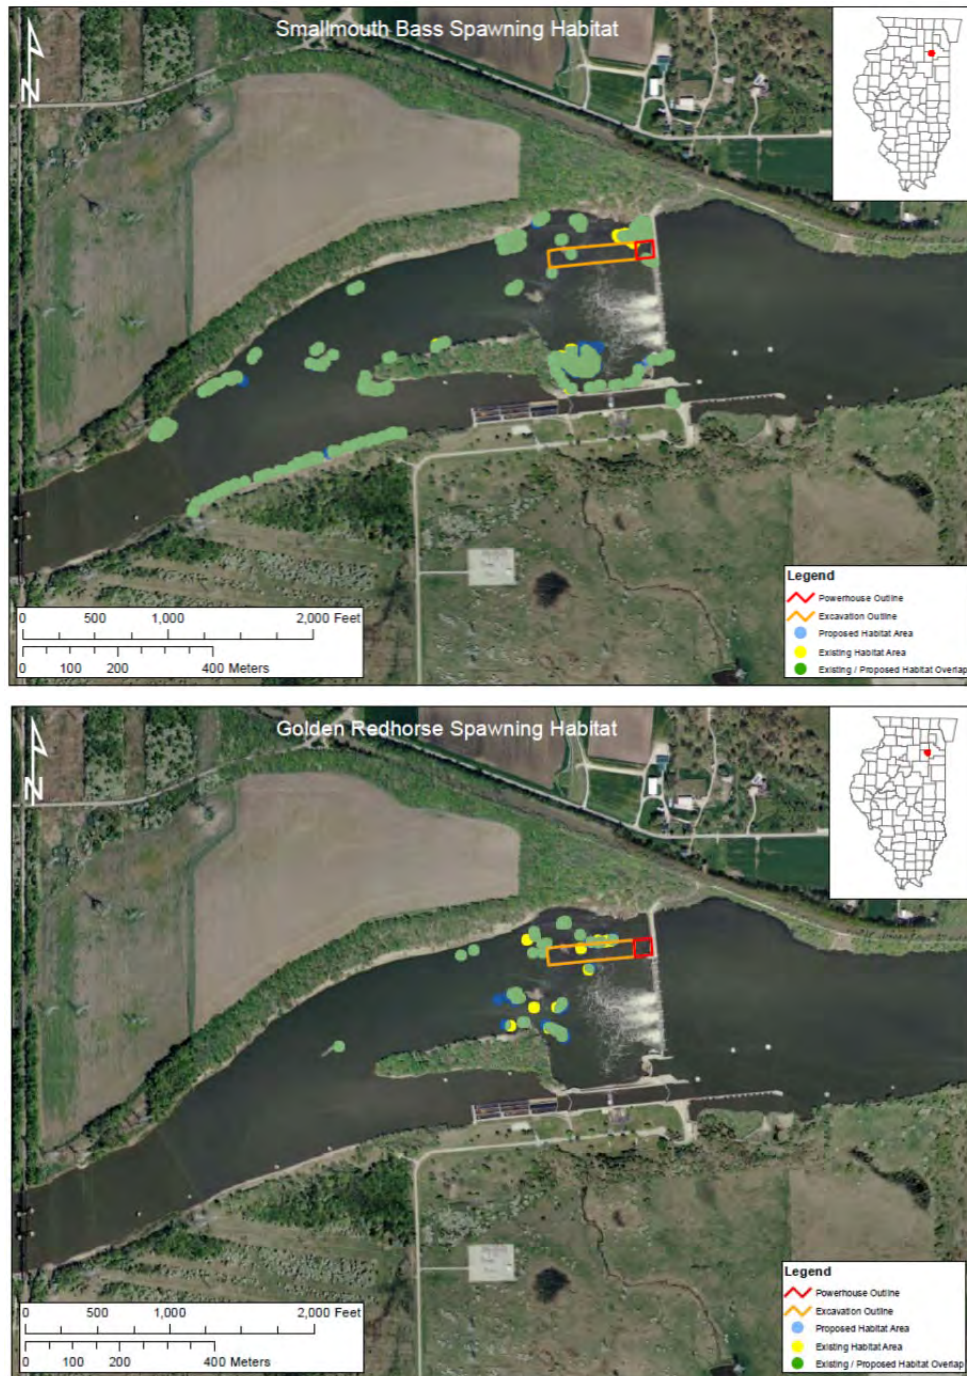 Smallmouth Bass Spawning Habitat
N
Legend
Powerhouse Outline
Excavation Outline
Proposed Habitat Area
Existing Habitat Area
Existing / Proposed Habitat Overlap
0 500 1,000 2,000 Feet
0 100 200 400 Meters
Golden Redhorse Spawning Habitat
N
Legend
Powerhouse Outline
Excavation Outline
Proposed Habitat Area
Existing Habitat Area
Existing / Proposed Habitat Overlap
0 500 1,000 2,000 Feet
0 100 200 400 Meters